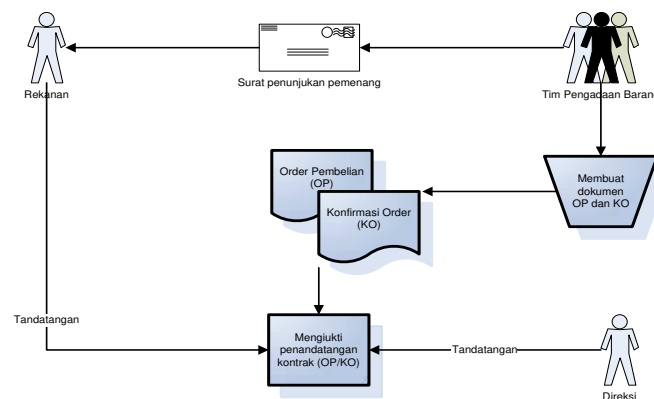 Surat penunjukan pemenang
Rekanan
Tim Pengadaan Barang
Order Pembelian
(OP)
Konfirmasi Order
(KO)
Membuat
dokumen
OP dan KO
Tandatangan
Mengiukti
penandatangan
kontrak (OP/KO)
Tandatangan
Direksi